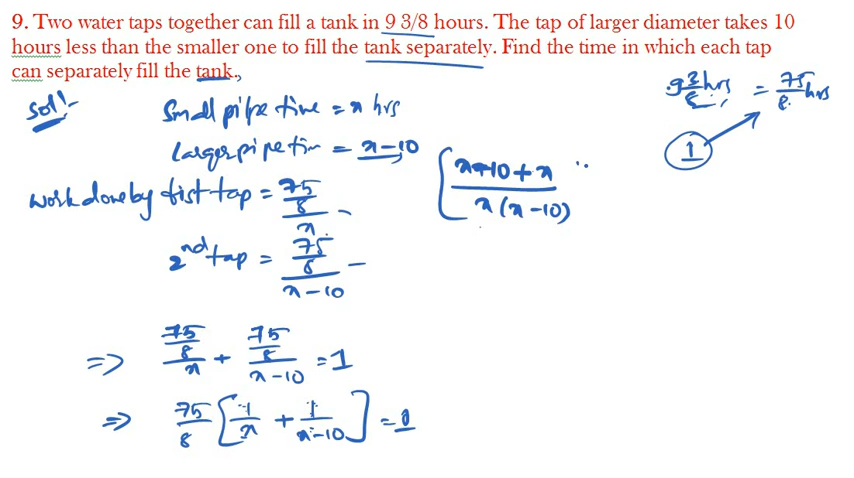 9. Two water taps together can fill a tank in 9 3/8 hours. The tap of larger diameter takes 10
hours less than the smaller one to fill the tank separately. Find the time in which each tap
can separately fill the tank.
Sol:-
Small pipe time = x hrs
larger pipe tim = x-10
9 3/8 hrs = 75/8 hrs
1
work done by fist tap = (75/8)/x
2nd tap = (75/8)/(x-10)
[ (x-10+x)/(x(x-10))
=> (75/8)/x + (75/8)/(x-10) = 1
=> 75/8 [ 1/x + 1/(x-10) ] = 1